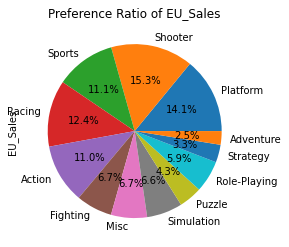 Preference Ratio of EU_Sales
Shooter
Sports
15.3%
11.1%
Platform
14.1%
Racing
12.4%
EU_Sales
2.5%
Adventure
3.3%
Strategy
11.0%
5.9%
Action
Role-Playing
6.7%
6.7%
6.6%
4.3%
Puzzle
Fighting
Simulation
Misc